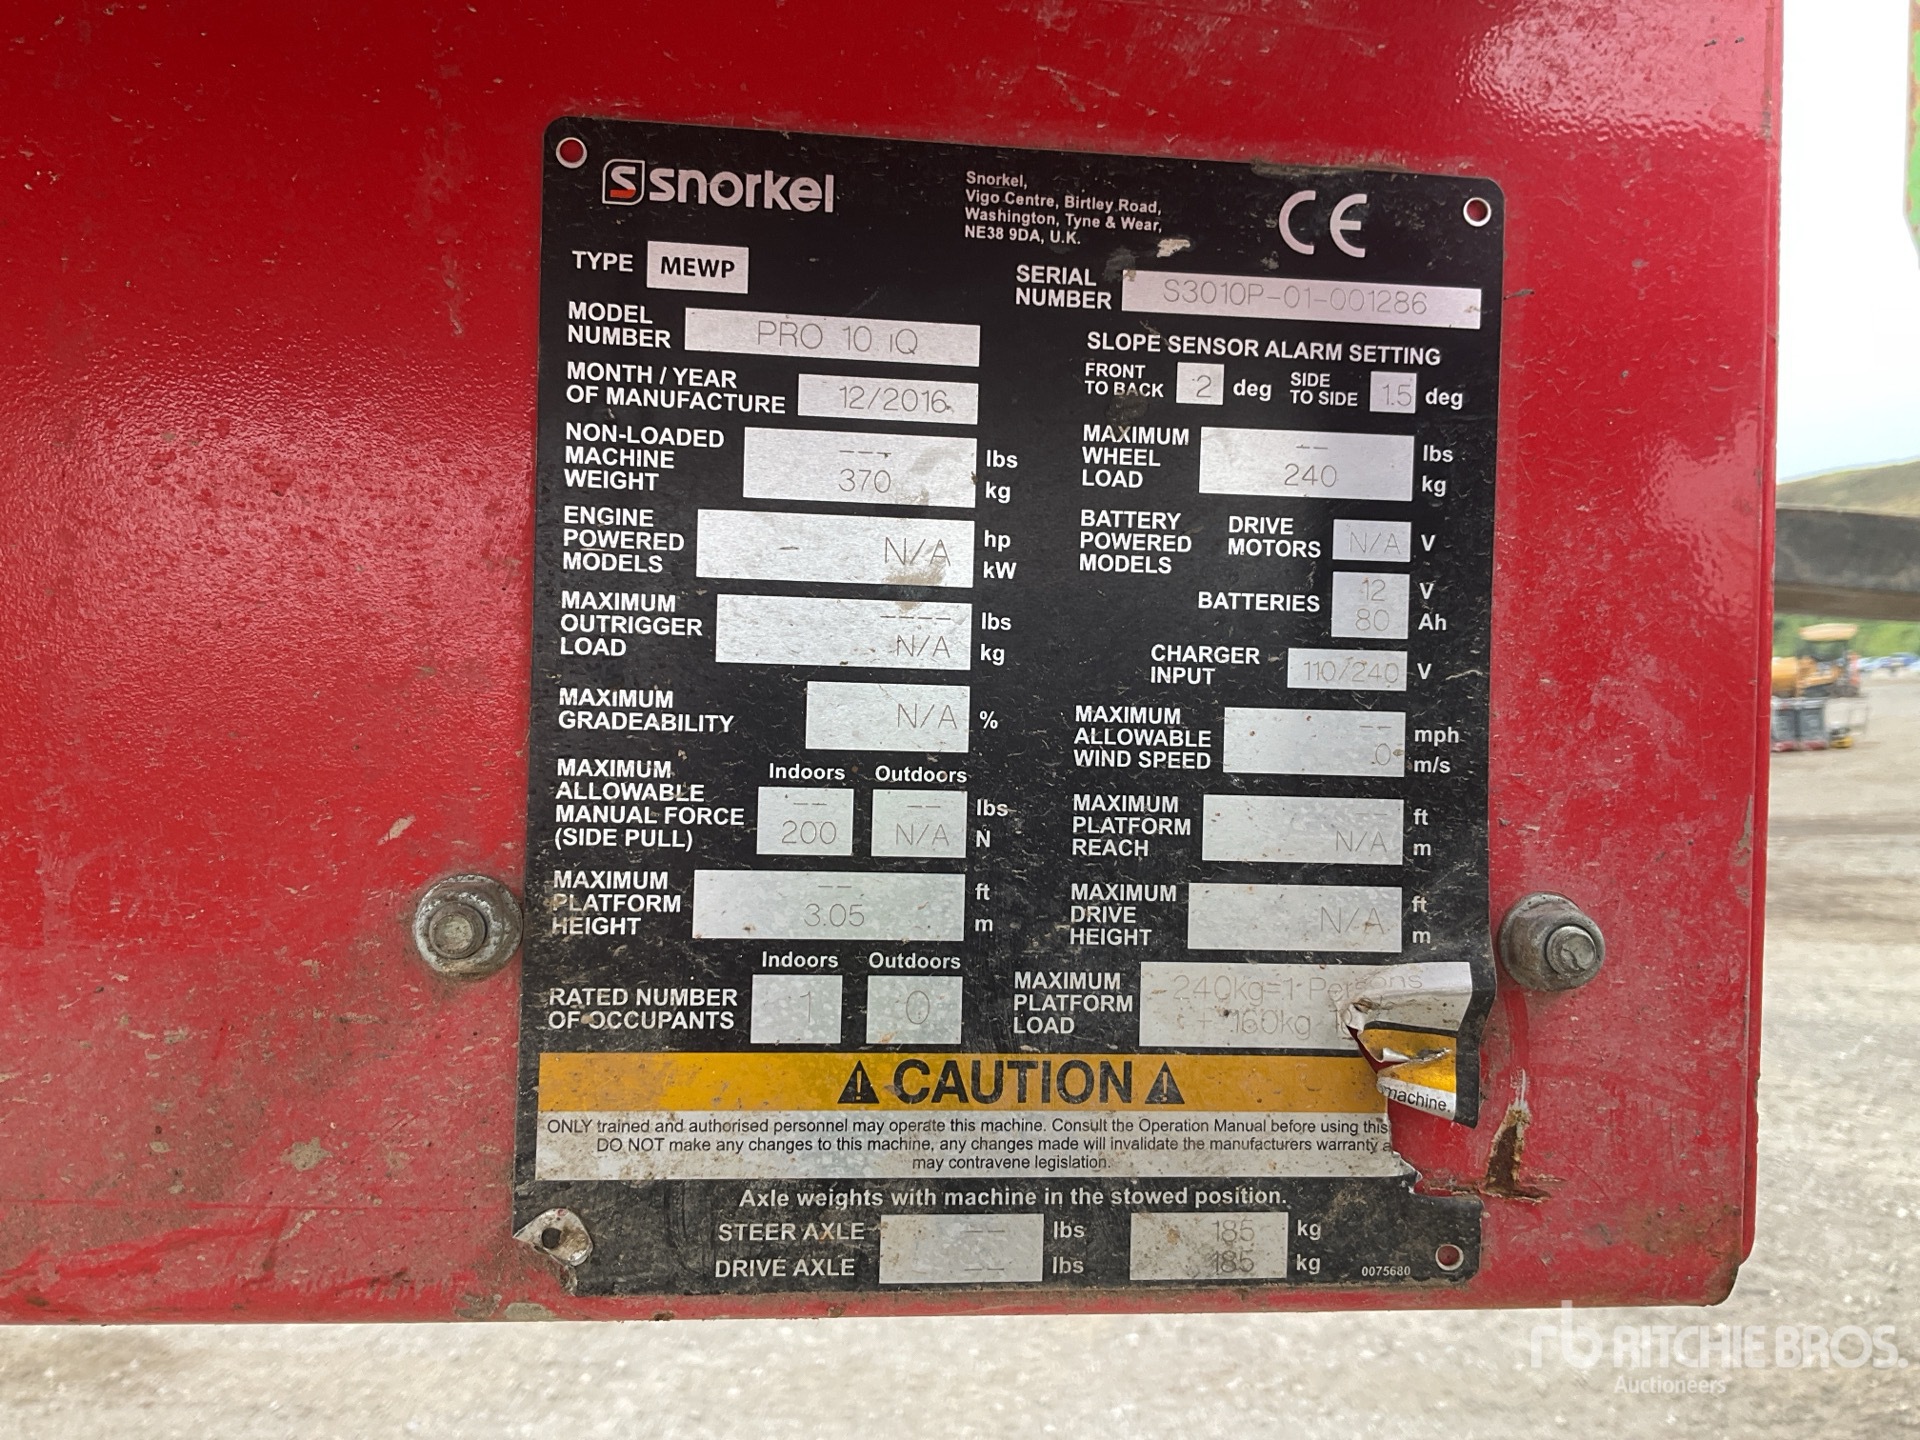 snorkel
Snorkel,
Vigo Centre, Birtley Road,
Washington, Tyne & Wear,
NE38 9DA, U.K.
CE
TYPE MEWP
SERIAL
NUMBER S3010P-01-001286
MODEL
NUMBER PRO 10 iQ
MONTH / YEAR
OF MANUFACTURE 12/2016
SLOPE SENSOR ALARM SETTING
FRONT
TO BACK 2 deg
SIDE
TO SIDE 1.5 deg
NON-LOADED
MACHINE
WEIGHT
--- lbs
370 kg
MAXIMUM
WHEEL
LOAD
-- lbs
240 kg
ENGINE
POWERED
MODELS
hp
- N/A kW
BATTERY
POWERED
MODELS
DRIVE
MOTORS N/A V
BATTERIES
12 V
80 Ah
MAXIMUM
OUTRIGGER
LOAD
---- lbs
N/A kg
CHARGER
INPUT 110/240 V
MAXIMUM
GRADEABILITY N/A %
MAXIMUM
ALLOWABLE
WIND SPEED
-- mph
0 m/s
MAXIMUM
ALLOWABLE
MANUAL FORCE
(SIDE PULL)
Indoors Outdoors
-- -- lbs
200 N/A N
MAXIMUM
PLATFORM
REACH
ft
N/A m
MAXIMUM
PLATFORM
HEIGHT
-- ft
3.05 m
MAXIMUM
DRIVE
HEIGHT
ft
N/A m
Indoors Outdoors
RATED NUMBER
OF OCCUPANTS 1 0
MAXIMUM
PLATFORM
LOAD
240kg=1 Persons
+ 160kg
CAUTION
machine.
ONLY trained and authorised personnel may operate this machine. Consult the Operation Manual before using this
DO NOT make any changes to this machine, any changes made will invalidate the manufacturers warranty
may contravene legislation.
Axle weights with machine in the stowed position.
STEER AXLE -- lbs 185 kg
DRIVE AXLE -- lbs 185 kg
0075680
rb RITCHIE BROS.
Auctioneers